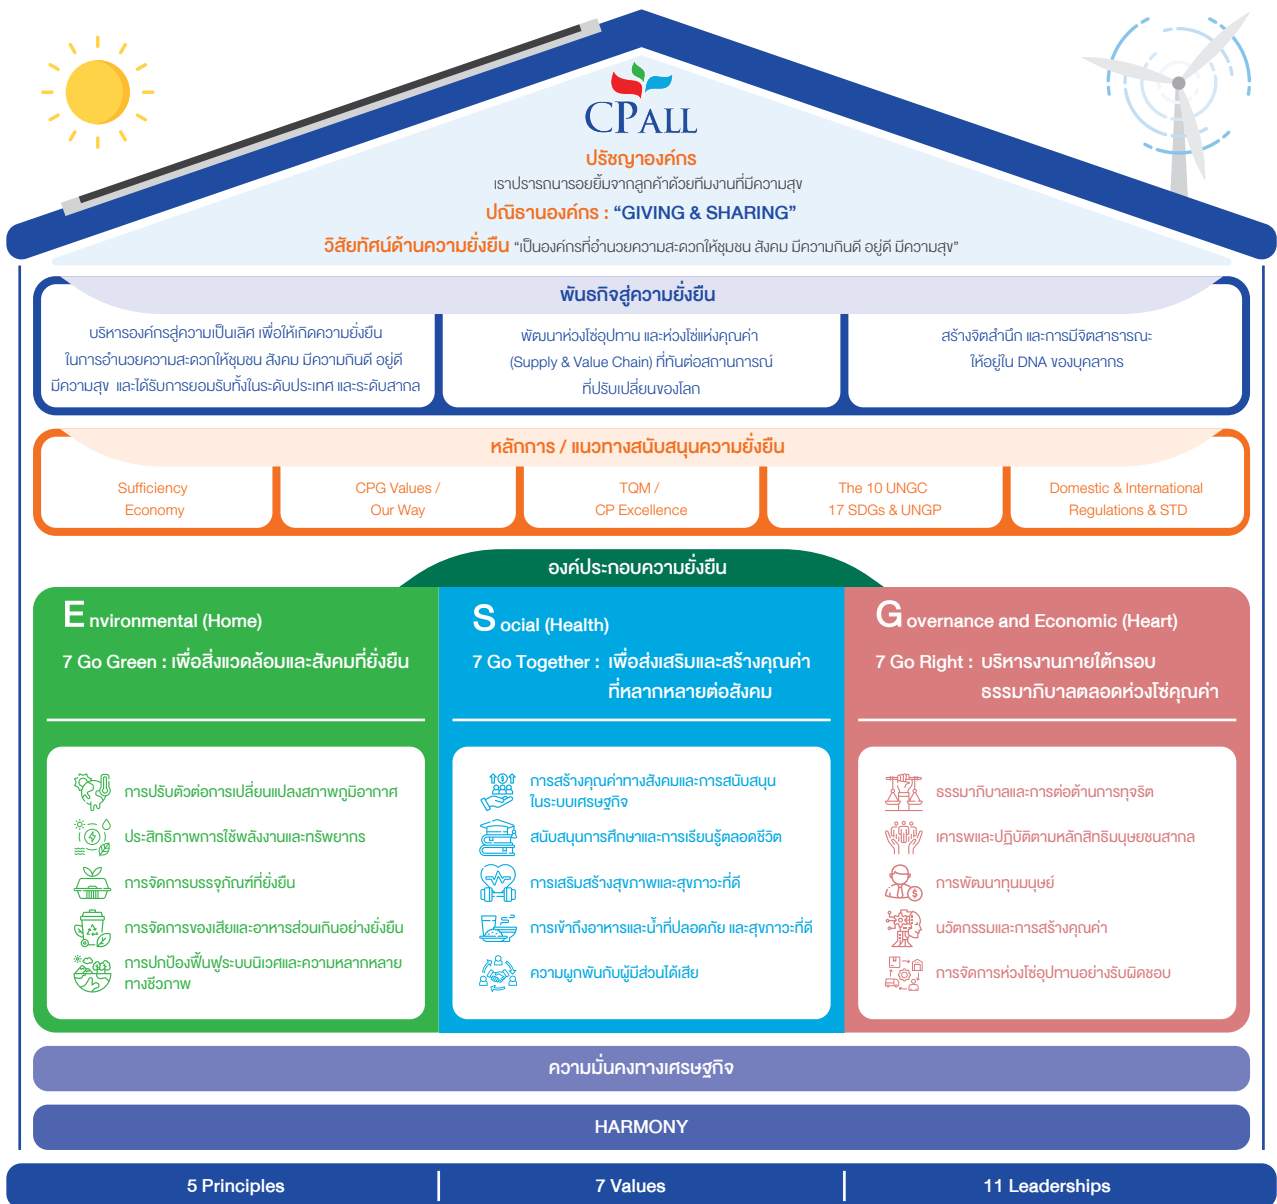 CPALL
ปรัชญาองค์กร
เราปรารถนารอยยิ้มจากลูกค้าด้วยทีมงานที่มีความสุข
ปณิธานองค์กร : “GIVING & SHARING”
วิสัยทัศน์ด้านความยั่งยืน “เป็นองค์กรที่อำนวยความสะดวกให้ชุมชน สังคม มีความกินดี อยู่ดี มีความสุข”
พันธกิจสู่ความยั่งยืน
บริหารองค์กรสู่ความเป็นเลิศ เพื่อให้เกิดความยั่งยืน
ในการอำนวยความสะดวกให้ชุมชน สังคม มีความกินดี อยู่ดี
มีความสุข และได้รับการยอมรับทั้งในระดับประเทศ และระดับสากล
พัฒนาห่วงโซ่อุปทาน และห่วงโซ่แห่งคุณค่า
(Supply & Value Chain) ที่ทันต่อสถานการณ์
ที่ปรับเปลี่ยนของโลก
สร้างจิตสำนึก และการมีจิตสาธารณะ
ให้อยู่ใน DNA ของบุคลากร
หลักการ / แนวทางสนับสนุนความยั่งยืน
Sufficiency
Economy
CPG Values /
Our Way
TQM /
CP Excellence
The 10 UNGC
17 SDGs & UNGP
Domestic & International
Regulations & STD
องค์ประกอบความยั่งยืน
Environmental (Home)
7 Go Green : เพื่อสิ่งแวดล้อมและสังคมที่ยั่งยืน
การปรับตัวต่อการเปลี่ยนแปลงสภาพภูมิอากาศ
ประสิทธิภาพการใช้พลังงานและทรัพยากร
การจัดการบรรจุภัณฑ์ที่ยั่งยืน
การจัดการของเสียและอาหารส่วนเกินอย่างยั่งยืน
การปกป้องฟื้นฟูระบบนิเวศและความหลากหลาย
ทางชีวภาพ
Social (Health)
7 Go Together : เพื่อส่งเสริมและสร้างคุณค่า
ที่หลากหลายต่อสังคม
การสร้างคุณค่าทางสังคมและการสนับสนุน
ในระบบเศรษฐกิจ
สนับสนุนการศึกษาและการเรียนรู้ตลอดชีวิต
การเสริมสร้างสุขภาพและสุขภาวะที่ดี
การเข้าถึงอาหารและน้ำที่ปลอดภัย และสุขภาวะที่ดี
ความผูกพันกับผู้มีส่วนได้เสีย
Governance and Economic (Heart)
7 Go Right : บริหารงานภายใต้กรอบ
ธรรมาภิบาลตลอดห่วงโซ่คุณค่า
ธรรมาภิบาลและการต่อต้านการทุจริต
เคารพและปฏิบัติตามหลักสิทธิมนุษยชนสากล
การพัฒนาทุนมนุษย์
นวัตกรรมและการสร้างคุณค่า
การจัดการห่วงโซ่อุปทานอย่างรับผิดชอบ
ความมั่นคงทางเศรษฐกิจ
HARMONY
5 Principles
7 Values
11 Leaderships